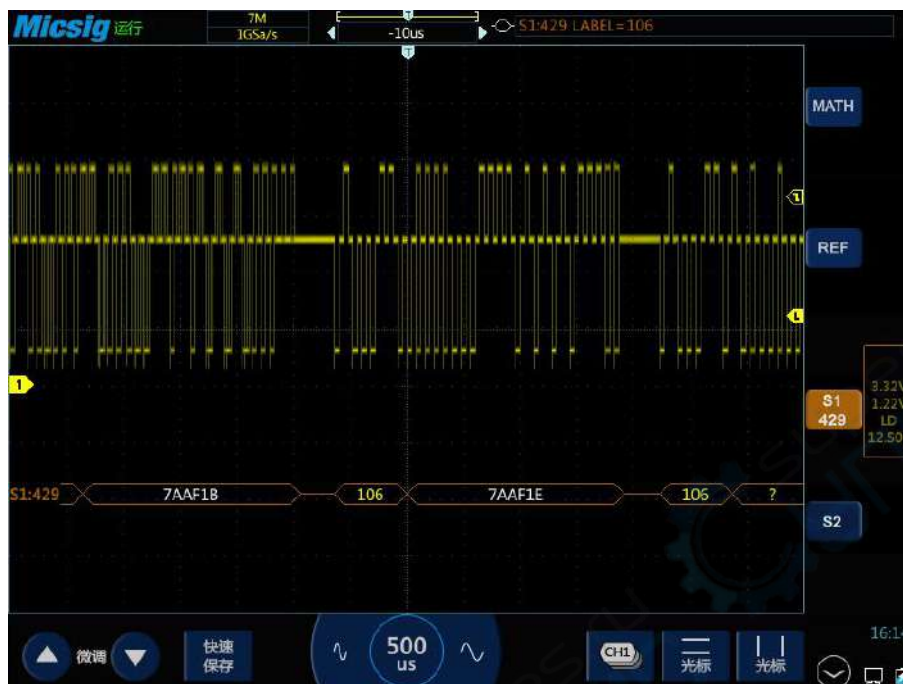 Micsig 运行
7M
1GSa/s
-10us
T
S1:429 LABEL=106
T
MATH
REF
1
L
1
S1
429
3.32V
1.22V
LD
12.50
S1:429
7AAF1B
106
7AAF1E
106
?
S2
微调
快速
保存
500
us
CH1
光标
光标
16:14